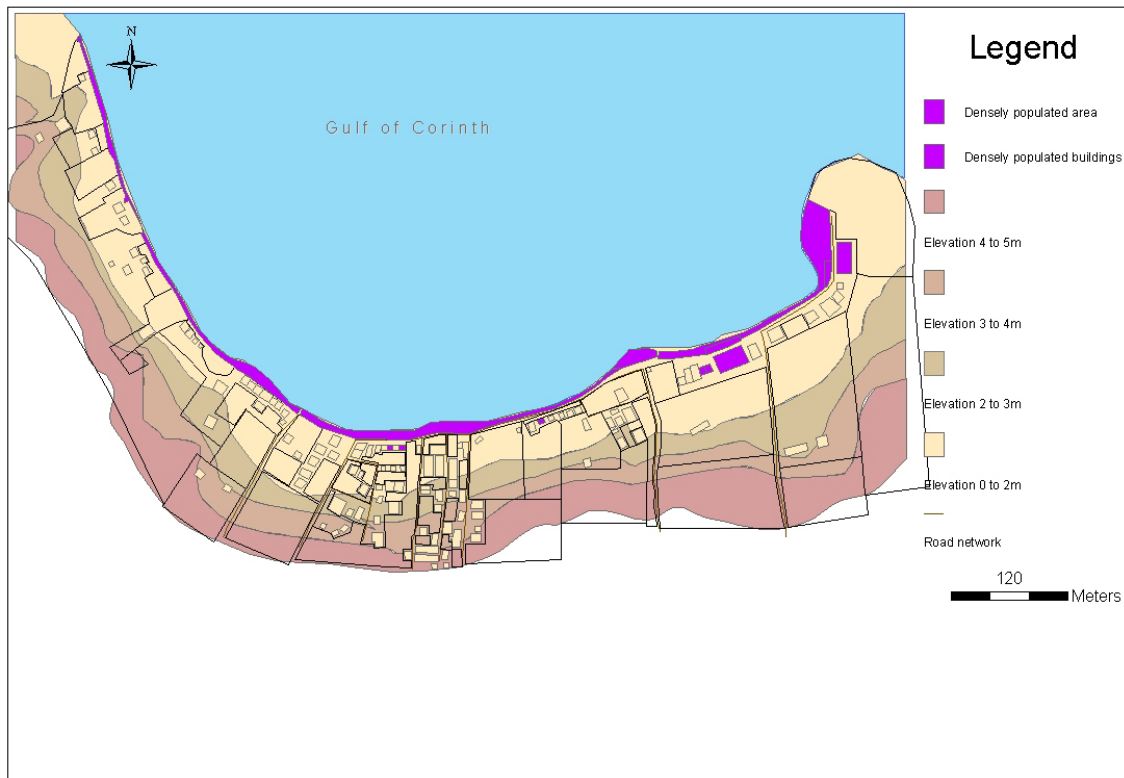 Legend
N
Densely populated area
Gulf of Corinth
Densely populated buildings
Elevation 4 to 5m
Elevation 3 to 4m
Elevation 2 to 3m
Elevation 0 to 2m
Road network
120
Meters